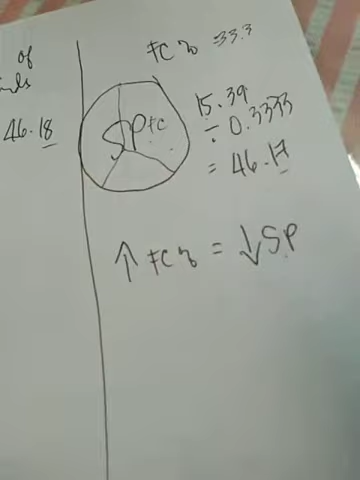 of
46.18
FC % = 33.3
SP FC
15.39
÷ 0.3333
= 46.17
↑ FC % = ↓ SP